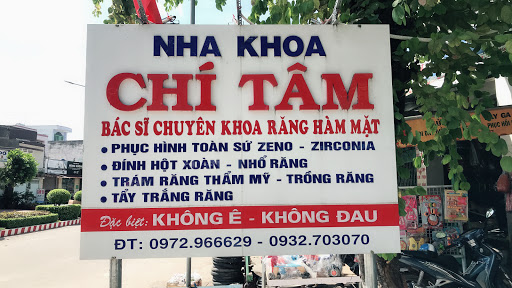 NHA KHOA
CHÍ TÂM
BÁC SĨ CHUYÊN KHOA RĂNG HÀM MẶT
• PHỤC HÌNH TOÀN SỨ ZENO - ZIRCONIA
• ĐÍNH HỘT XOÀN - NHỔ RĂNG
• TRÁM RĂNG THẨM MỸ - TRỒNG RĂNG
• TẨY TRẮNG RĂNG
Đặc biệt: KHÔNG Ê - KHÔNG ĐAU
ĐT: 0972.966629 - 0932.703070